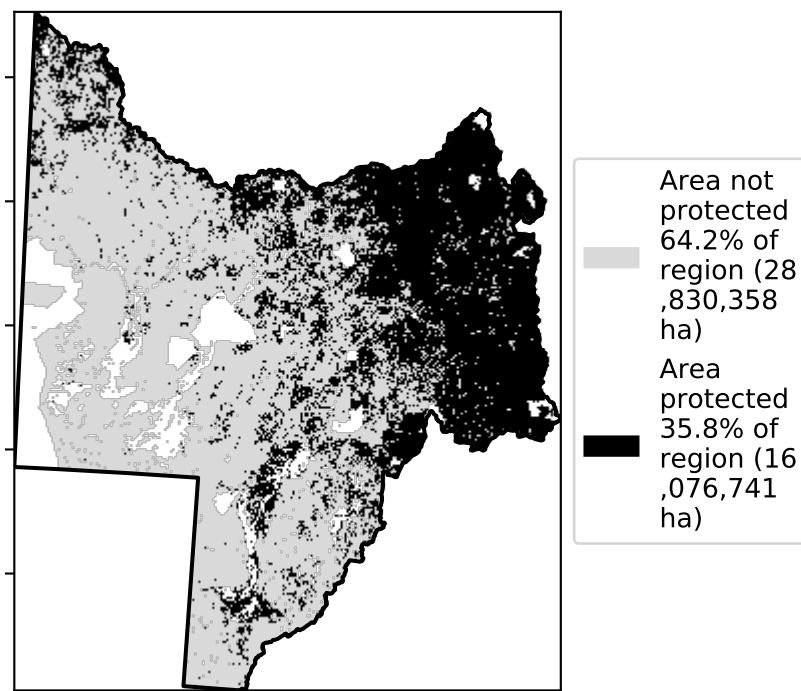 Area not
protected
64.2% of
region (28
,830,358
ha)
Area
protected
35.8% of
region (16
,076,741
ha)